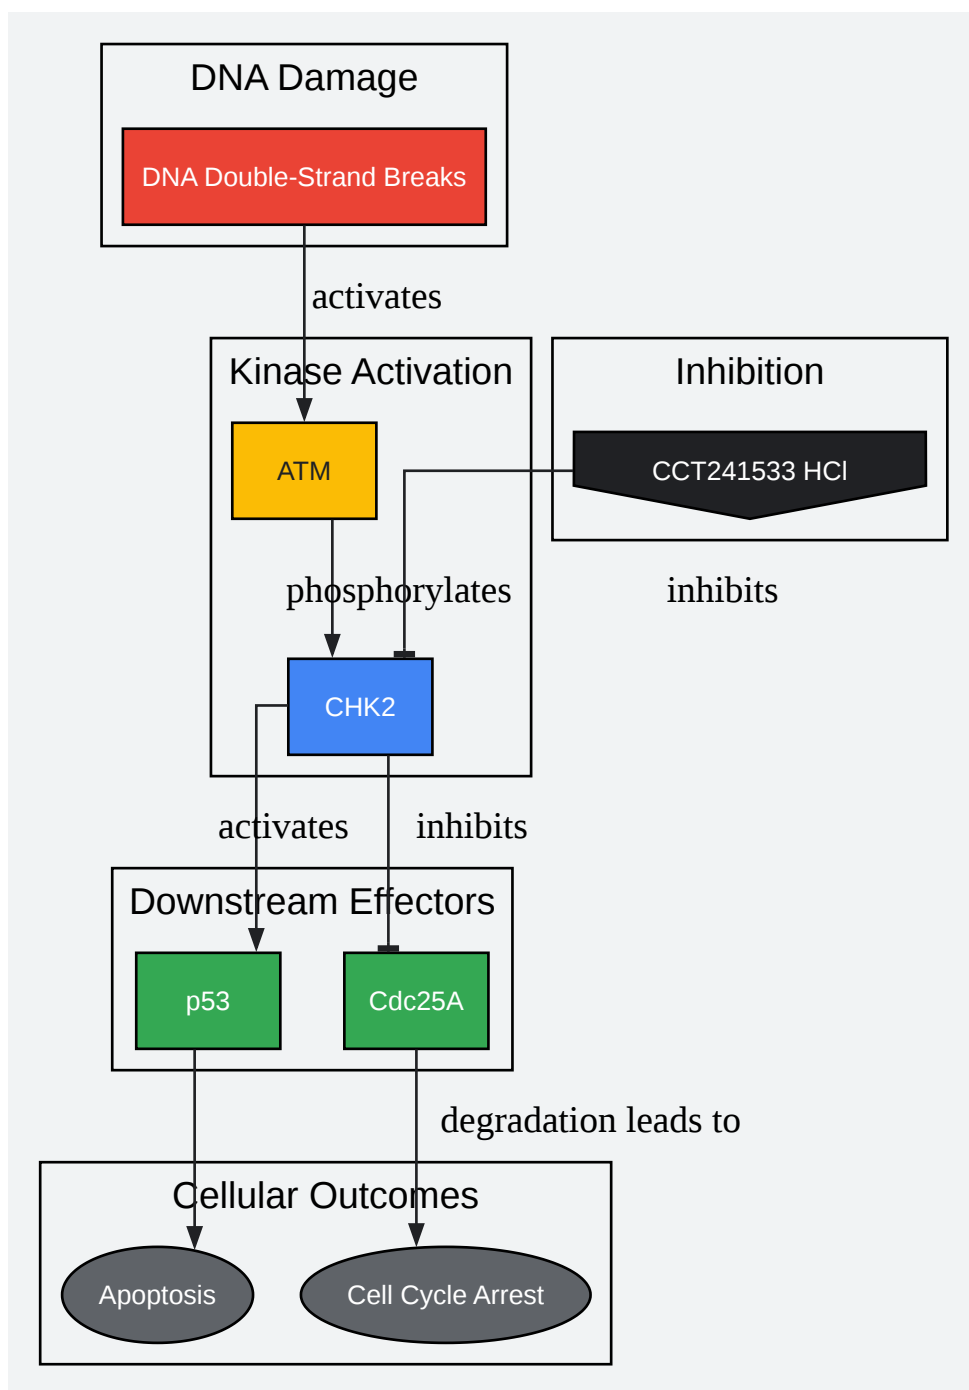 DNA Damage
DNA Double-Strand Breaks
activates
Kinase Activation
Inhibition
ATM
CCT241533 HCl
phosphorylates
inhibits
CHK2
activates
inhibits
Downstream Effectors
p53
Cdc25A
degradation leads to
Cellular Outcomes
Apoptosis
Cell Cycle Arrest